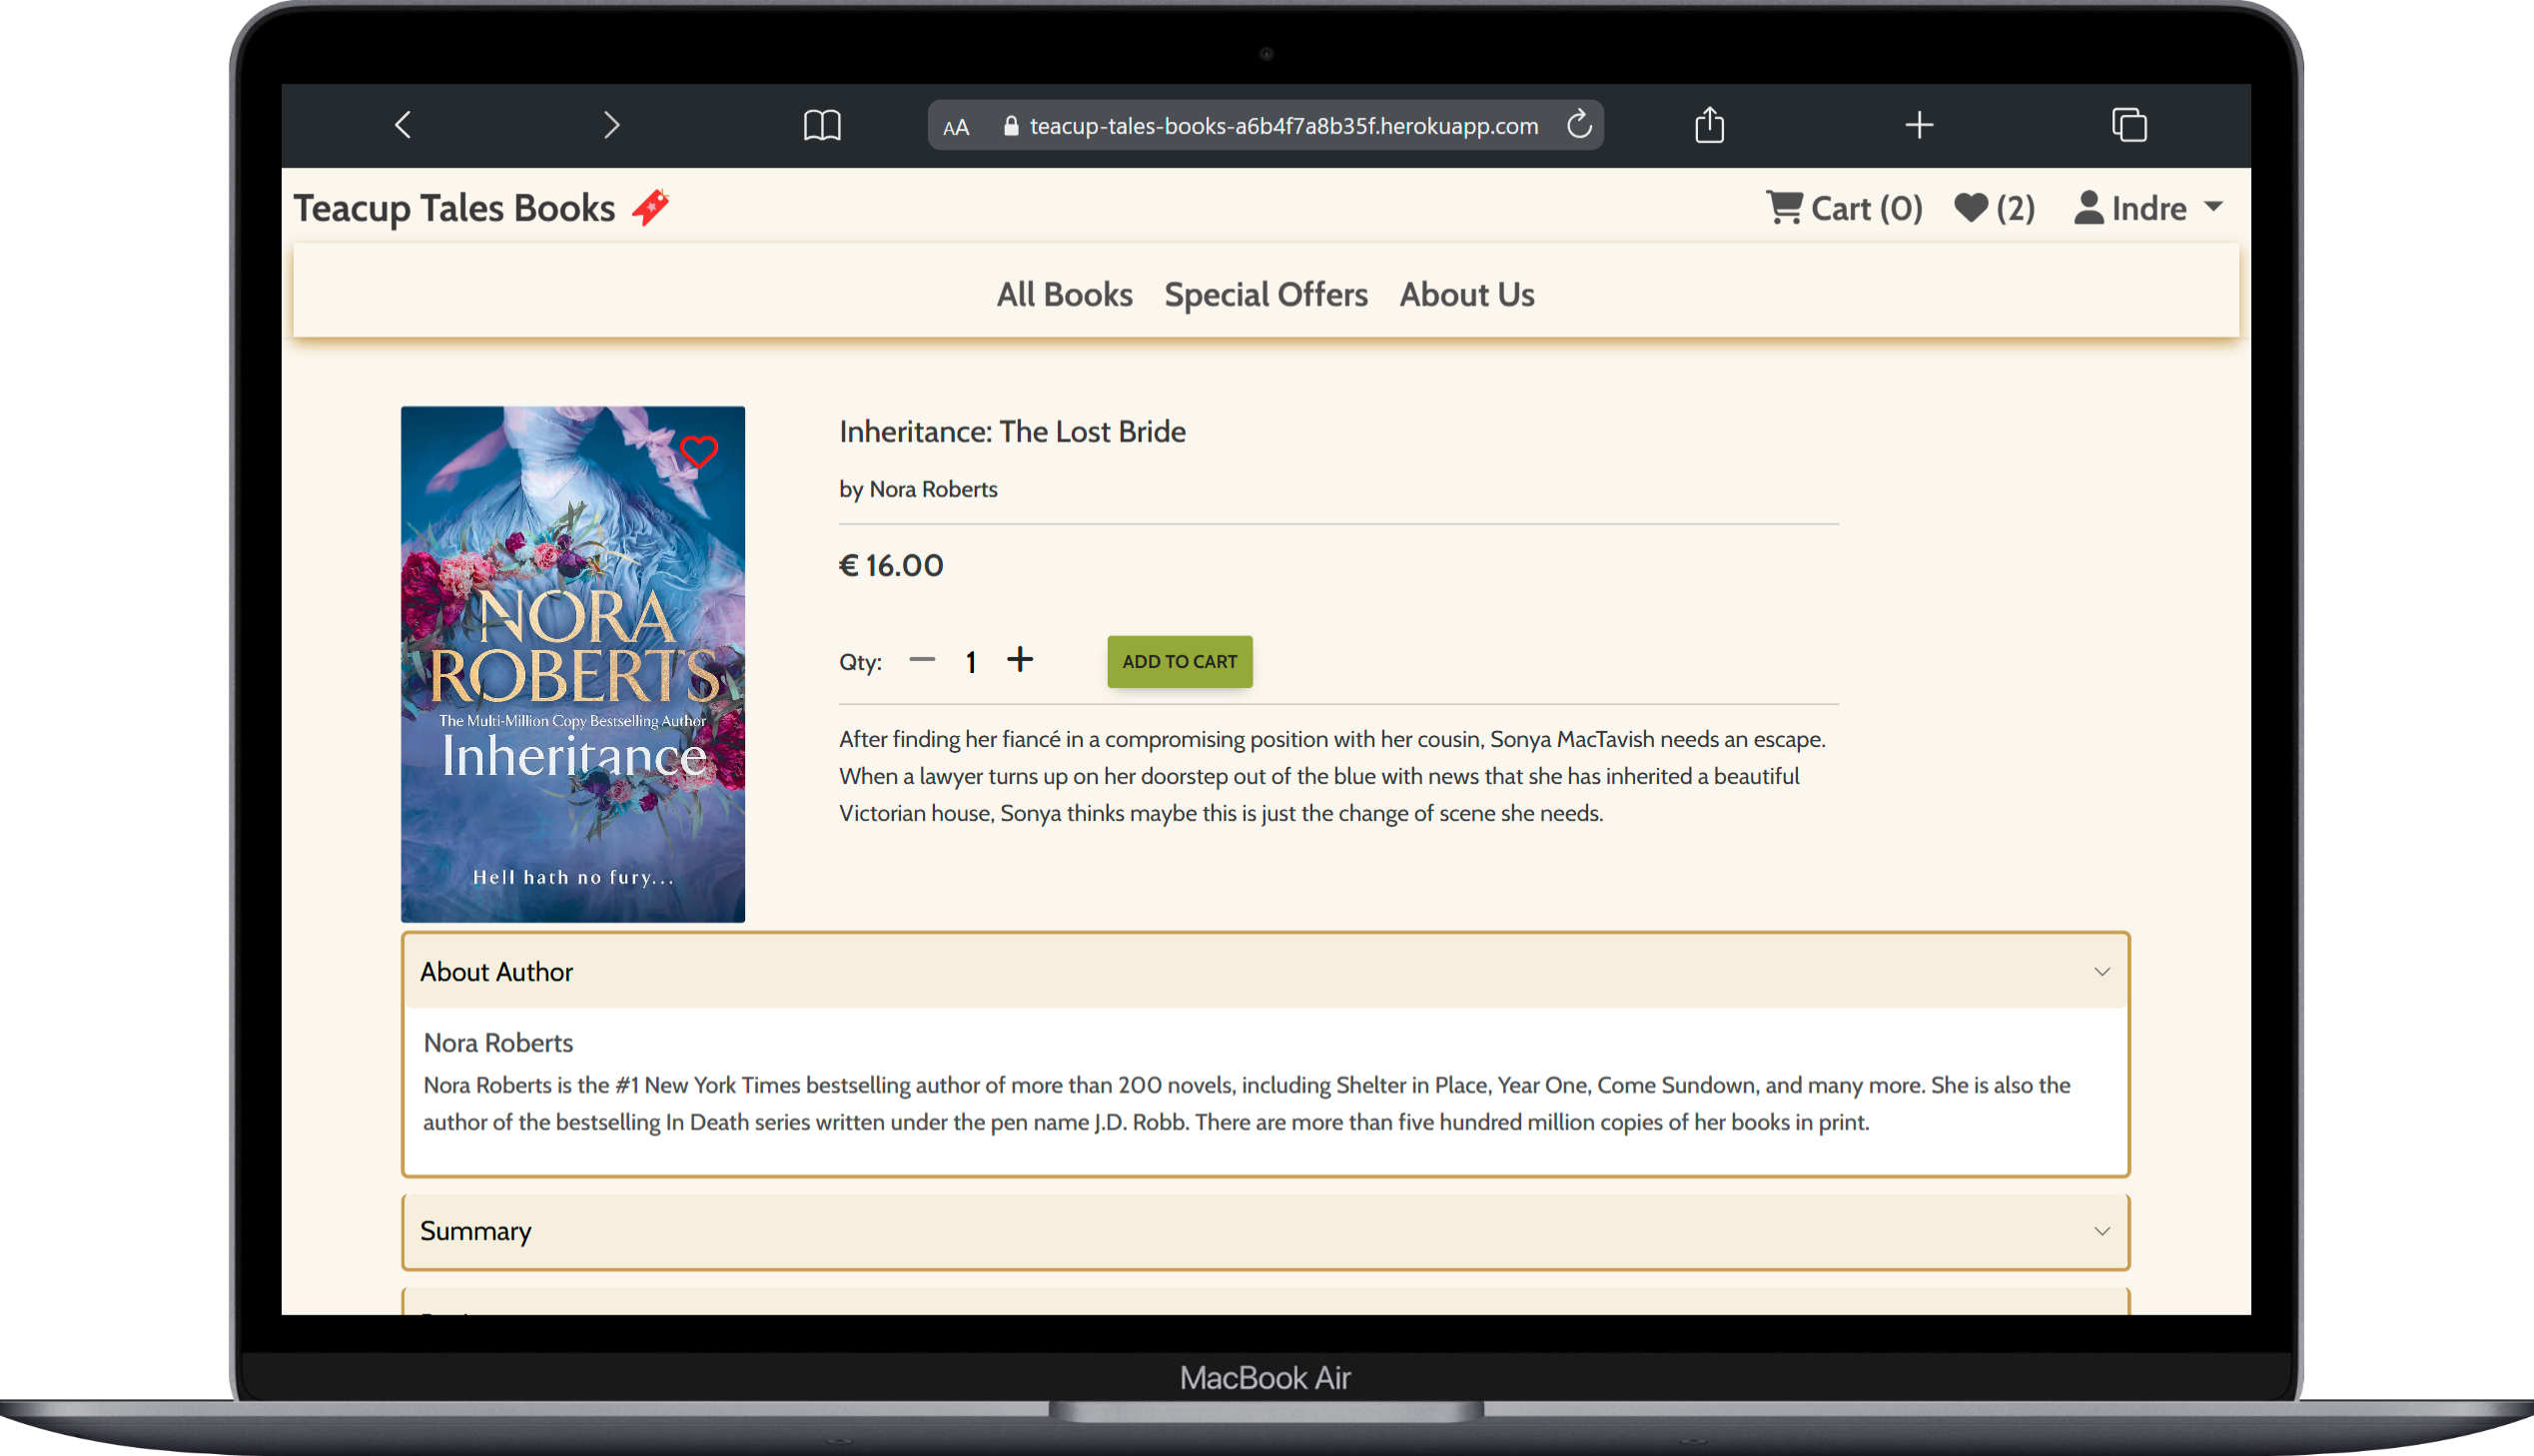 AA teacup-tales-books-a6b4f7a8b35f.herokuapp.com
Teacup Tales Books Cart (0) (2) Indre
All Books Special Offers About Us
Inheritance: The Lost Bride
by Nora Roberts
€ 16.00
Qty: 1 ADD TO CART
After finding her fiancé in a compromising position with her cousin, Sonya MacTavish needs an escape.
When a lawyer turns up on her doorstep out of the blue with news that she has inherited a beautiful
Victorian house, Sonya thinks maybe this is just the change of scene she needs.
NORA
ROBERTS
The Multi-Million Copy Bestselling Author
Inheritance
Hell hath no fury...
About Author
Nora Roberts
Nora Roberts is the #1 New York Times bestselling author of more than 200 novels, including Shelter in Place, Year One, Come Sundown, and many more. She is also the
author of the bestselling In Death series written under the pen name J.D. Robb. There are more than five hundred million copies of her books in print.
Summary
MacBook Air